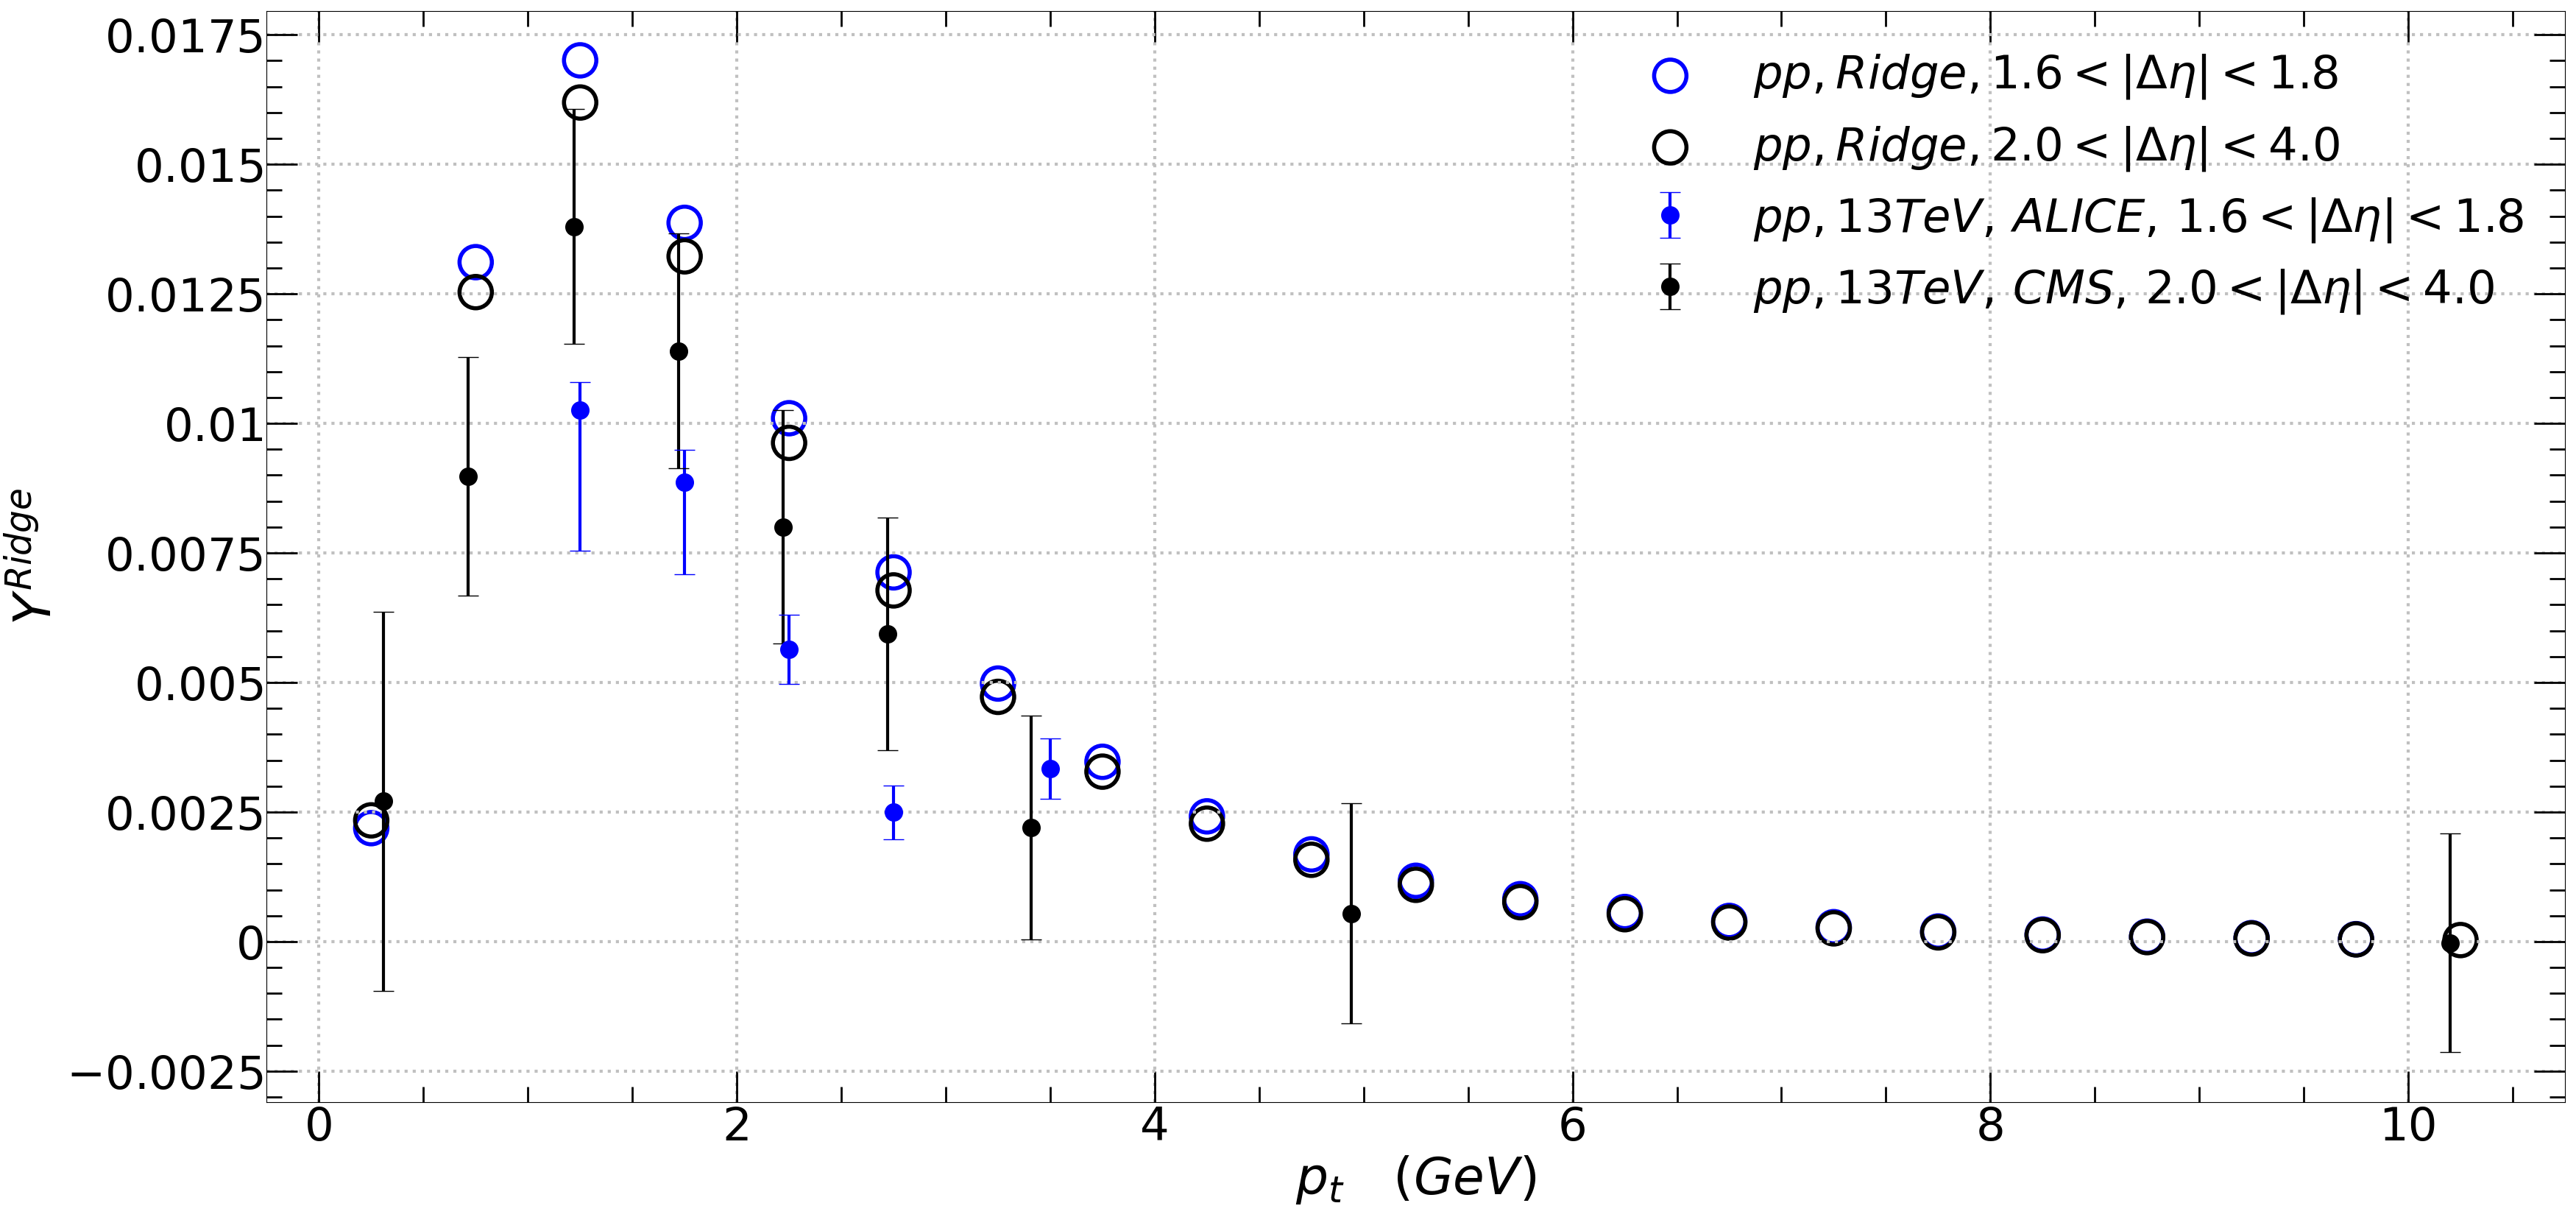 0.0175
0.015
0.0125
0.01
0.0075
0.005
0.0025
0
−0.0025
Y^{Ridge}
0 2 4 6 8 10
p_t (GeV)
pp, Ridge, 1.6 < |Δη| < 1.8
pp, Ridge, 2.0 < |Δη| < 4.0
pp, 13TeV, ALICE, 1.6 < |Δη| < 1.8
pp, 13TeV, CMS, 2.0 < |Δη| < 4.0